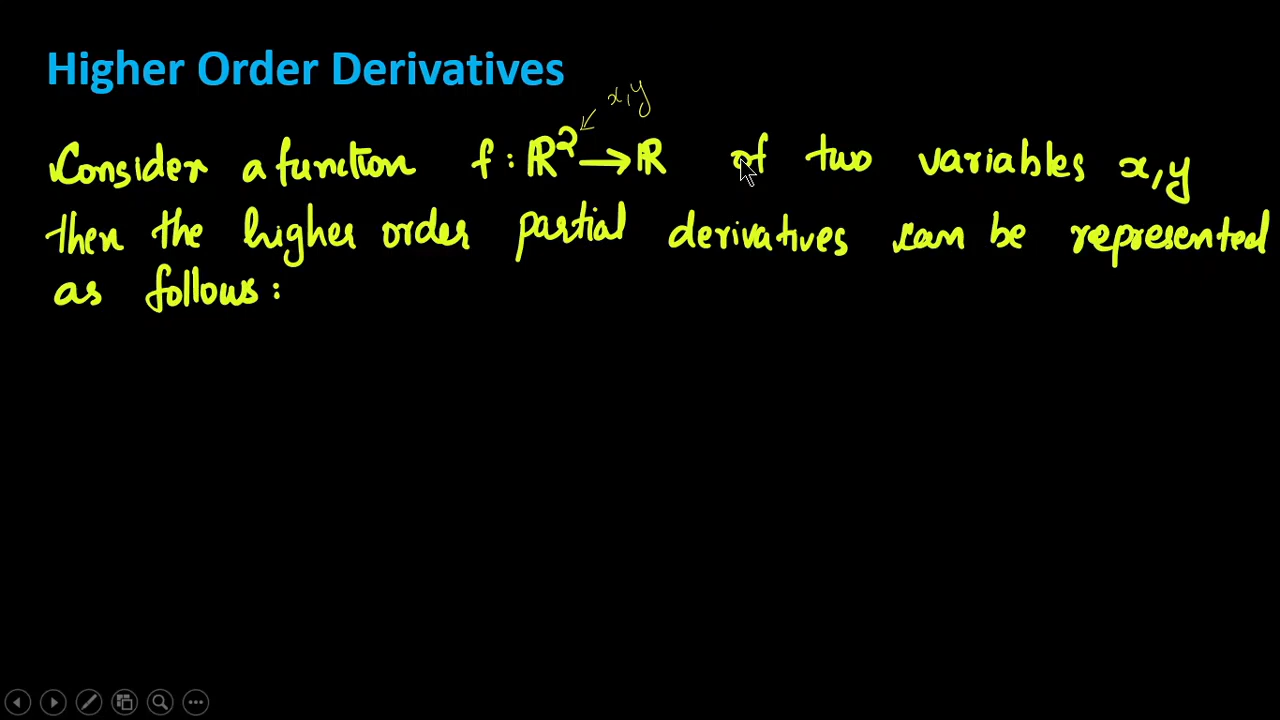 Higher Order Derivatives
x,y
Consider a function f : ℝ² → ℝ of two variables x,y
then the higher order partial derivatives can be represented
as follows: